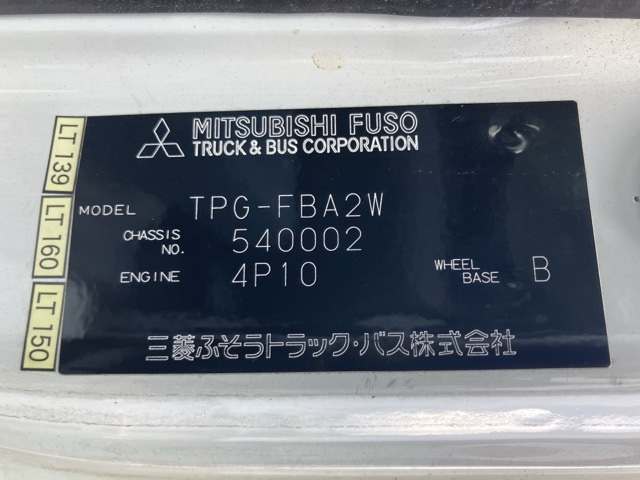 MITSUBISHI FUSO
TRUCK & BUS CORPORATION
MODEL TPG-FBA2W
CHASSIS NO. 540002
ENGINE 4P10 WHEEL BASE B
三菱ふそうトラック・バス株式会社
LT 139
LT 160
LT 150